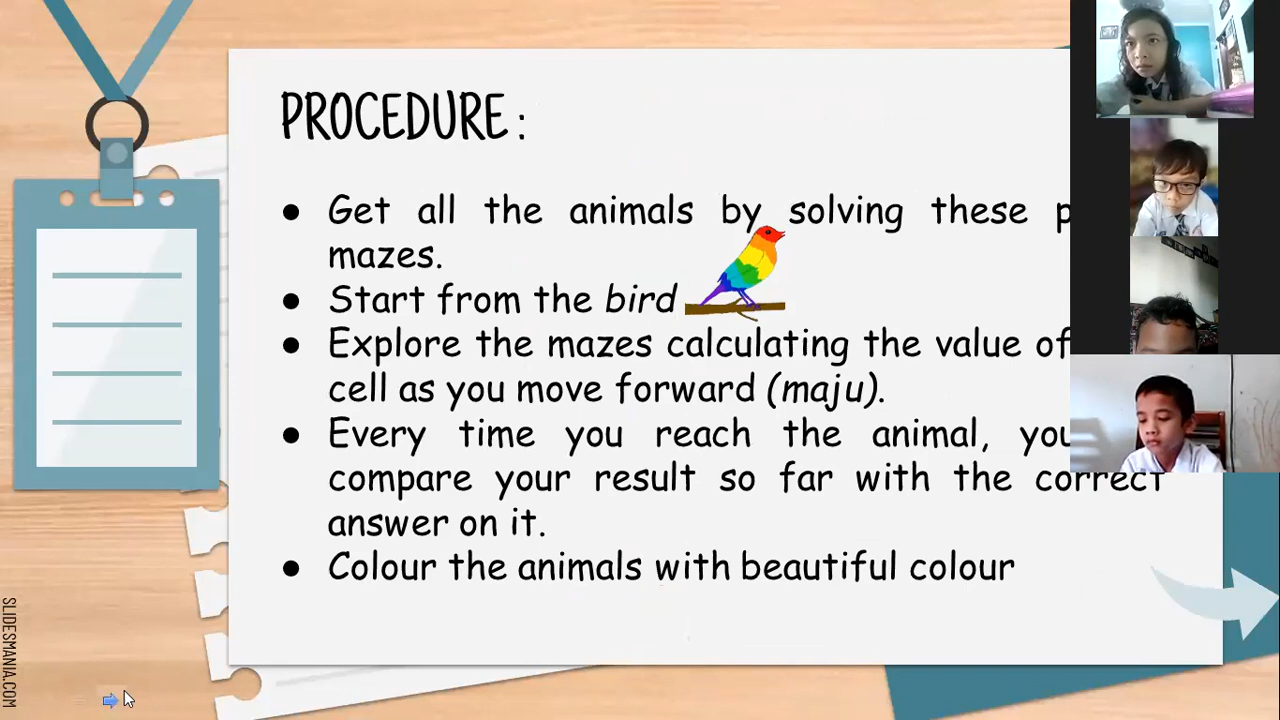 PROCEDURE:
● Get all the animals by solving these
mazes.
● Start from the bird
● Explore the mazes calculating the value of
cell as you move forward (maju).
● Every time you reach the animal,
compare your result so far with the correct
answer on it.
● Colour the animals with beautiful colour
SLIDESMANIA.COM